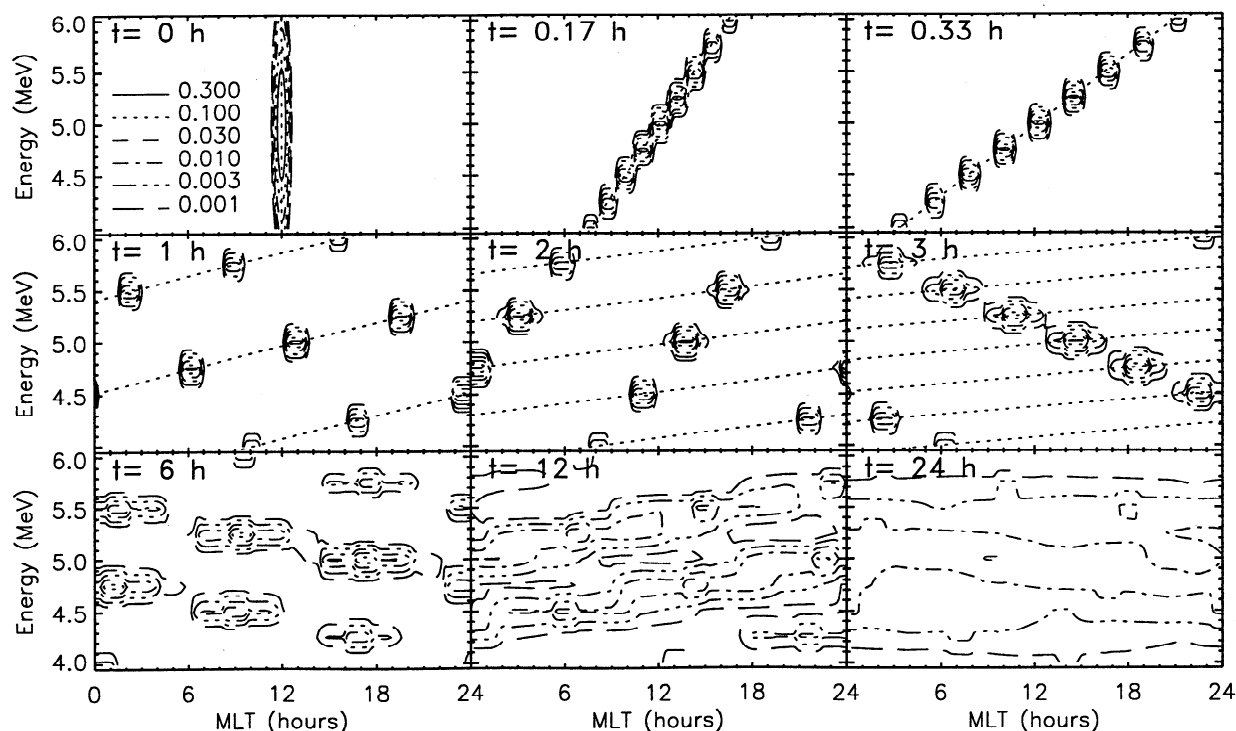 t= 0 h
t= 0.17 h
t= 0.33 h
6.0
5.5
5.0
4.5
Energy (MeV)
0.300
0.100
0.030
0.010
0.003
0.001
t= 1 h
t= 2 h
t= 3 h
6.0
5.5
5.0
4.5
Energy (MeV)
t= 6 h
t= 12 h
t= 24 h
6.0
5.5
5.0
4.5
4.0
Energy (MeV)
0 6 12 18 24 6 12 18 24 6 12 18 24
MLT (hours) MLT (hours) MLT (hours)